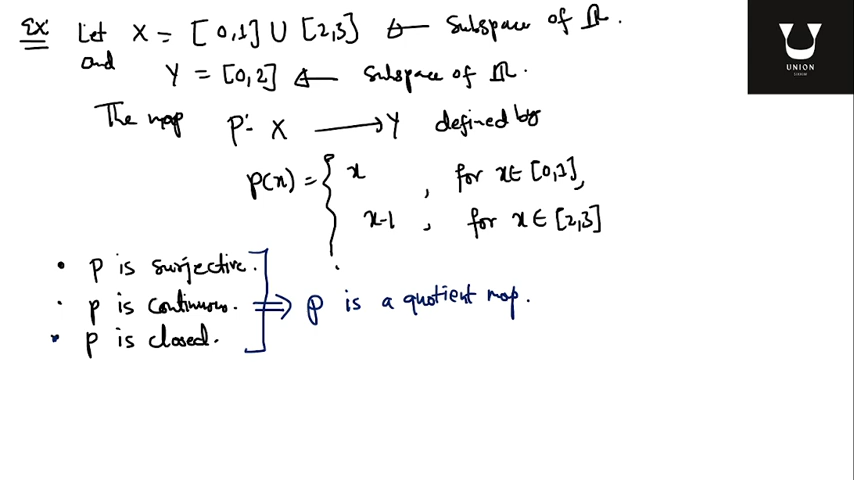 Ex: Let X = [0,1] ∪ [2,3] ← Subspace of ℝ.
and Y = [0,2] ← Subspace of ℝ.
The map p: X → Y defined by
p(x) = { x , for x ∈ [0,1],
x-1 , for x ∈ [2,3]
• p is surjective.
• p is continuous. ⇒ p is a quotient map.
• p is closed.
UNION